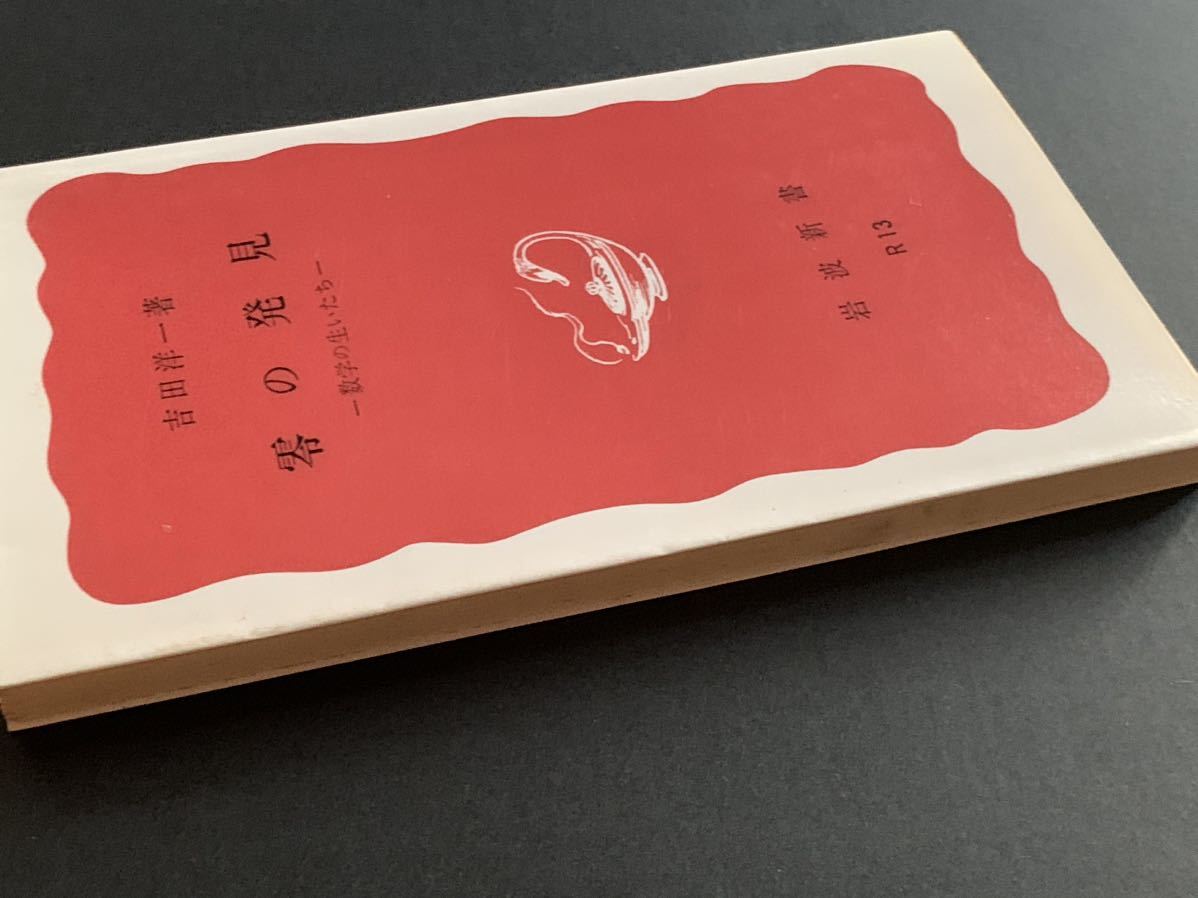 吉田洋一著
零の発見
―数学の生いたち―
岩波新書
R13